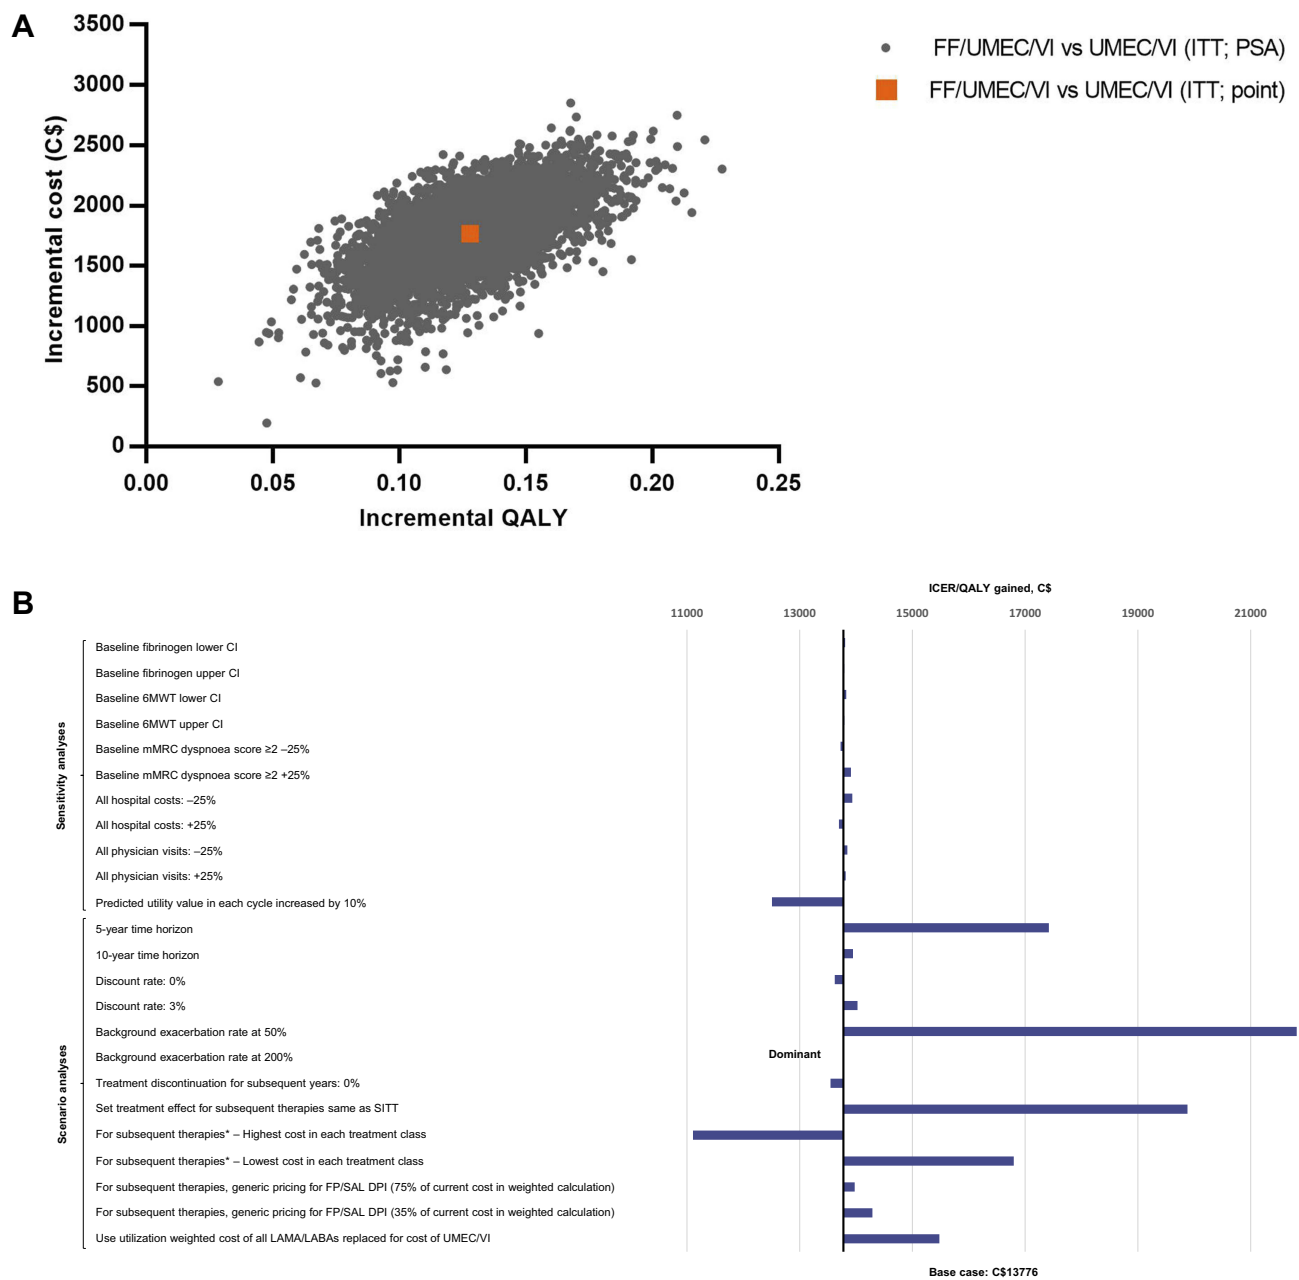 A
3500
3000
2500
2000
1500
1000
500
0
Incremental cost (C$)
0.00 0.05 0.10 0.15 0.20 0.25
Incremental QALY
FF/UMEC/VI vs UMEC/VI (ITT; PSA)
FF/UMEC/VI vs UMEC/VI (ITT; point)
B
ICER/QALY gained, C$
11000 13000 15000 17000 19000 21000
Sensitivity analyses
Baseline fibrinogen lower CI
Baseline fibrinogen upper CI
Baseline 6MWT lower CI
Baseline 6MWT upper CI
Baseline mMRC dyspnoea score ≥2 –25%
Baseline mMRC dyspnoea score ≥2 +25%
All hospital costs: –25%
All hospital costs: +25%
All physician visits: –25%
All physician visits: +25%
Predicted utility value in each cycle increased by 10%
Scenario analyses
5-year time horizon
10-year time horizon
Discount rate: 0%
Discount rate: 3%
Background exacerbation rate at 50%
Background exacerbation rate at 200% Dominant
Treatment discontinuation for subsequent years: 0%
Set treatment effect for subsequent therapies same as SITT
For subsequent therapies* – Highest cost in each treatment class
For subsequent therapies* – Lowest cost in each treatment class
For subsequent therapies, generic pricing for FP/SAL DPI (75% of current cost in weighted calculation)
For subsequent therapies, generic pricing for FP/SAL DPI (35% of current cost in weighted calculation)
Use utilization weighted cost of all LAMA/LABAs replaced for cost of UMEC/VI
Base case: C$13776